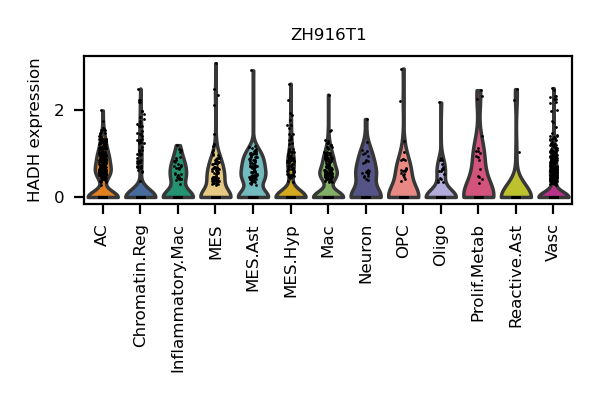 ZH916T1
HADH expression
2
0
AC
Chromatin.Reg
Inflammatory.Mac
MES
MES.Ast
MES.Hyp
Mac
Neuron
OPC
Oligo
Prolif.Metab
Reactive.Ast
Vasc